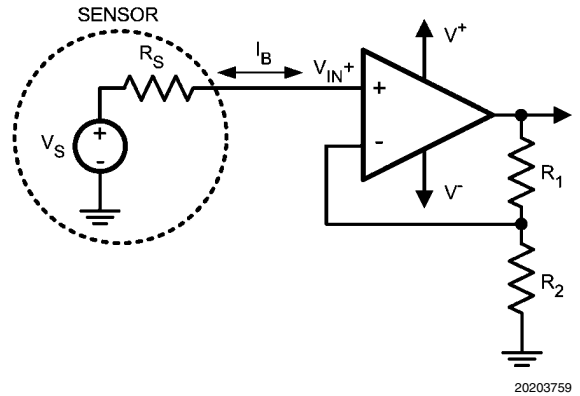 SENSOR
R_S
I_B
V_IN+
V+
+
+
-
V_S
-
V-
R_1
R_2
20203759